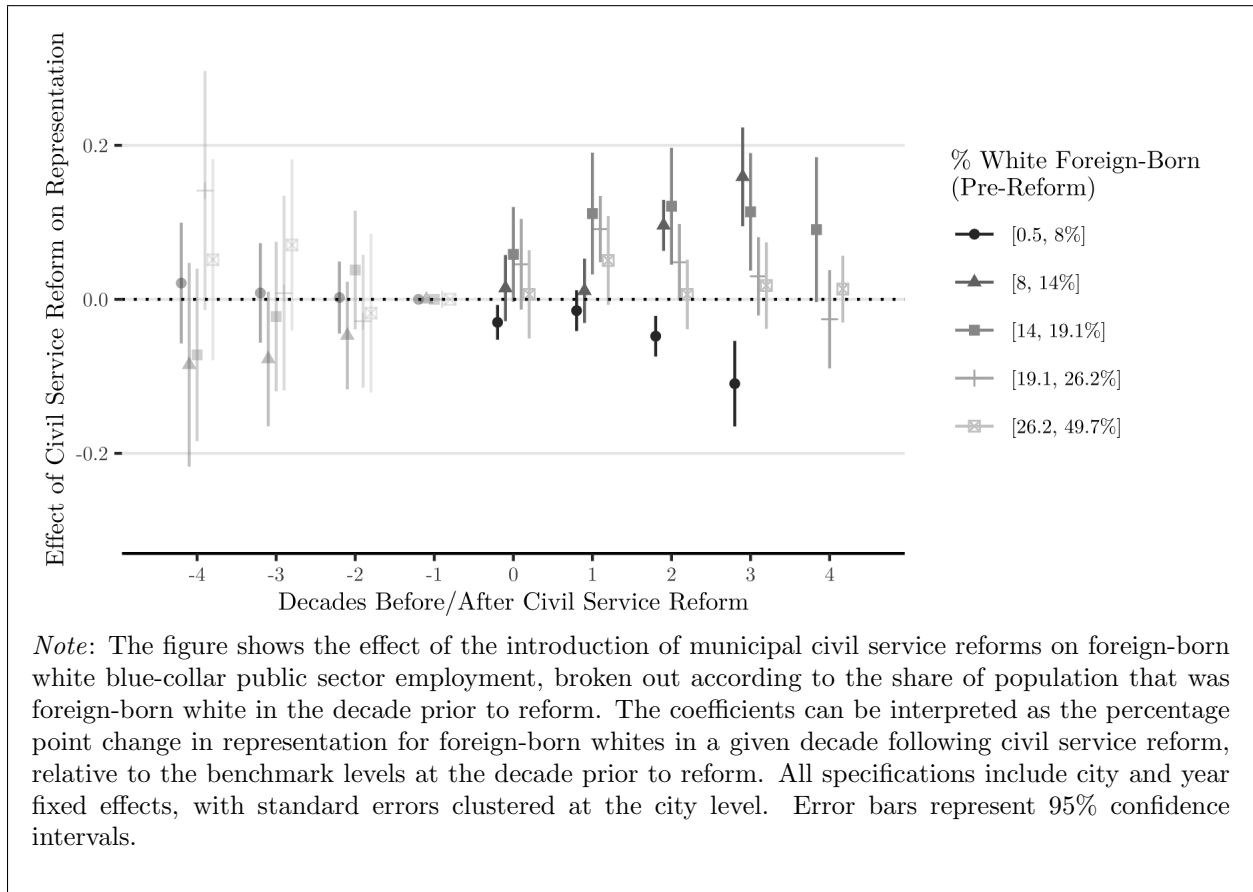 Effect of Civil Service Reform on Representation
0.2
0.0
-0.2
-4 -3 -2 -1 0 1 2 3 4
Decades Before/After Civil Service Reform
% White Foreign-Born
(Pre-Reform)
[0.5, 8%]
[8, 14%]
[14, 19.1%]
[19.1, 26.2%]
[26.2, 49.7%]
Note: The figure shows the effect of the introduction of municipal civil service reforms on foreign-born
white blue-collar public sector employment, broken out according to the share of population that was
foreign-born white in the decade prior to reform. The coefficients can be interpreted as the percentage
point change in representation for foreign-born whites in a given decade following civil service reform,
relative to the benchmark levels at the decade prior to reform. All specifications include city and year
fixed effects, with standard errors clustered at the city level. Error bars represent 95% confidence
intervals.